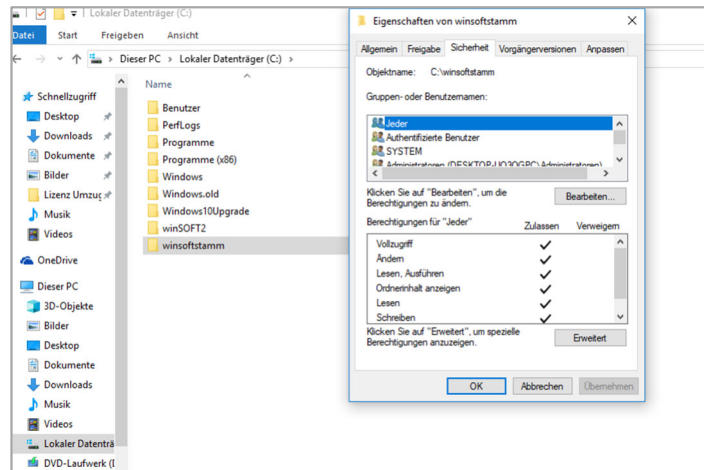 Lokaler Datenträger (C:)
Datei Start Freigeben Ansicht
Dieser PC > Lokaler Datenträger (C:) >
Schnellzugriff
Desktop
Downloads
Dokumente
Bilder
Lizenz Umzug
Musik
Videos
OneDrive
Dieser PC
3D-Objekte
Bilder
Desktop
Dokumente
Downloads
Musik
Videos
Lokaler Datenträ
DVD-Laufwerk (D
Name
Benutzer
PerfLogs
Programme
Programme (x86)
Windows
Windows.old
Windows10Upgrade
winSOFT2
winsoftstamm
Eigenschaften von winsoftstamm
Allgemein Freigabe Sicherheit Vorgängerversionen Anpassen
Objektname: C:\winsoftstamm
Gruppen- oder Benutzernamen:
Jeder
Authentifizierte Benutzer
SYSTEM
Administratoren (DESKTOP-UO3OGPC\Administratoren)
Klicken Sie auf "Bearbeiten", um die
Berechtigungen zu ändern.
Bearbeiten...
Berechtigungen für "Jeder" Zulassen Verweigern
Vollzugriff
Ändern
Lesen, Ausführen
Ordnerinhalt anzeigen
Lesen
Schreiben
Klicken Sie auf "Erweitert", um spezielle
Berechtigungen anzuzeigen.
Erweitert
OK Abbrechen Übernehmen